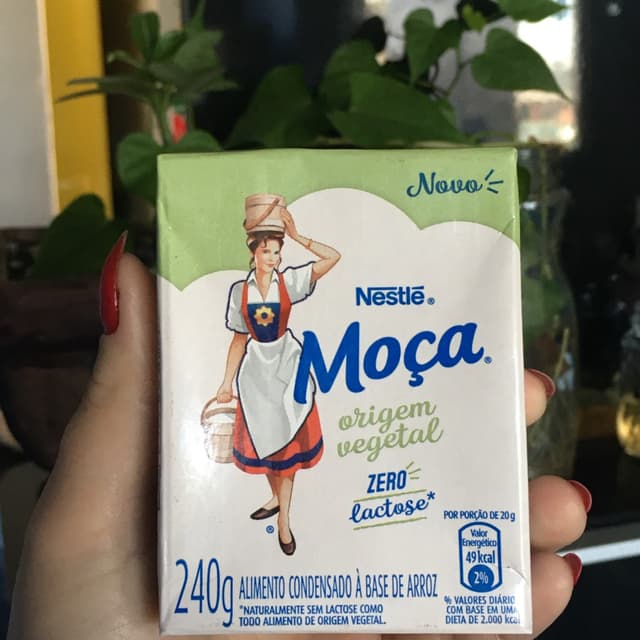 Novo
Nestlé®
Moça®
origem
vegetal
ZERO
lactose*
POR PORÇÃO DE 20 g
Valor
Energético
49 kcal
2%
% VALORES DIÁRIO
COM BASE EM UMA
DIETA DE 2.000 kcal
®
240g ALIMENTO CONDENSADO À BASE DE ARROZ
*NATURALMENTE SEM LACTOSE COMO
TODO ALIMENTO DE ORIGEM VEGETAL.